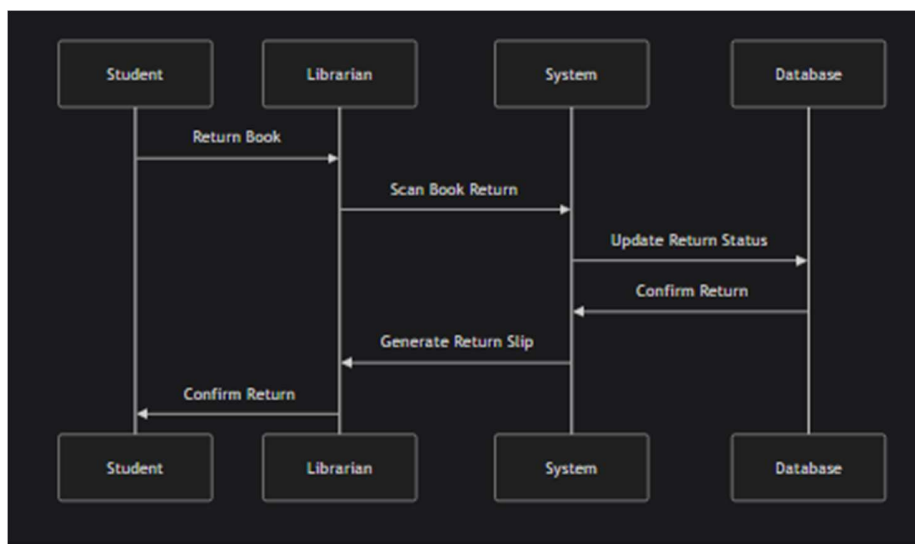 Student
Librarian
System
Database
Return Book
Scan Book Return
Update Return Status
Confirm Return
Generate Return Slip
Confirm Return
Student
Librarian
System
Database